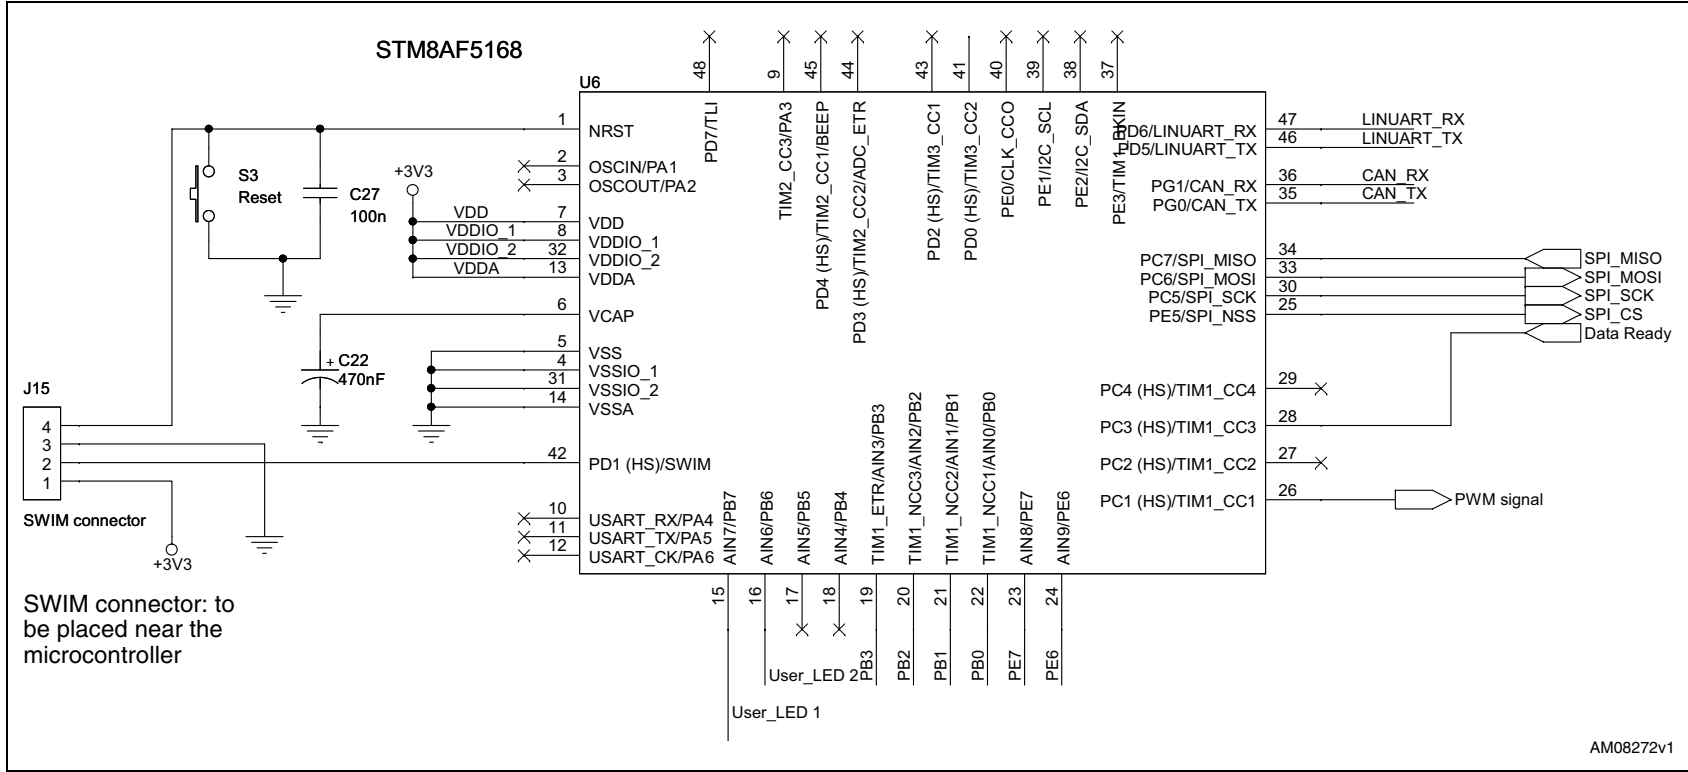 STM8AF5168
U6
48
9
45
44
43
41
40
39
38
37
PD7/TLI
TIM2_CC3/PA3
PD4 (HS)/TIM2_CC1/BEEP
PD3 (HS)/TIM2_CC2/ADC_ETR
PD2 (HS)/TIM3_CC1
PD0 (HS)/TIM3_CC2
PE0/CLK_CCO
PE1/I2C_SCL
PE2/I2C_SDA
PE3/TIM1_BKIN
1 NRST
2 OSCIN/PA1
3 OSCOUT/PA2
S3
Reset
C27
100n
+3V3
VDD 7 VDD
VDDIO_1 8 VDDIO_1
VDDIO_2 32 VDDIO_2
VDDA 13 VDDA
6 VCAP
+ C22
470nF
5 VSS
4 VSSIO_1
31 VSSIO_2
14 VSSA
J15
4
3
2
1
SWIM connector
+3V3
42 PD1 (HS)/SWIM
10 USART_RX/PA4
11 USART_TX/PA5
12 USART_CK/PA6
SWIM connector: to
be placed near the
microcontroller
PD6/LINUART_RX 47 LINUART_RX
PD5/LINUART_TX 46 LINUART_TX
PG1/CAN_RX 36 CAN_RX
PG0/CAN_TX 35 CAN_TX
PC7/SPI_MISO 34 SPI_MISO
PC6/SPI_MOSI 33 SPI_MOSI
PC5/SPI_SCK 30 SPI_SCK
PE5/SPI_NSS 25 SPI_CS
Data Ready
PC4 (HS)/TIM1_CC4 29
PC3 (HS)/TIM1_CC3 28
PC2 (HS)/TIM1_CC2 27
PC1 (HS)/TIM1_CC1 26 PWM signal
AIN7/PB7
AIN6/PB6
AIN5/PB5
AIN4/PB4
TIM1_ETR/AIN3/PB3
TIM1_NCC3/AIN2/PB2
TIM1_NCC2/AIN1/PB1
TIM1_NCC1/AIN0/PB0
AIN8/PE7
AIN9/PE6
15
16
17
18
19
20
21
22
23
24
PB3
PB2
PB1
PB0
PE7
PE6
User_LED 2
User_LED 1
AM08272v1